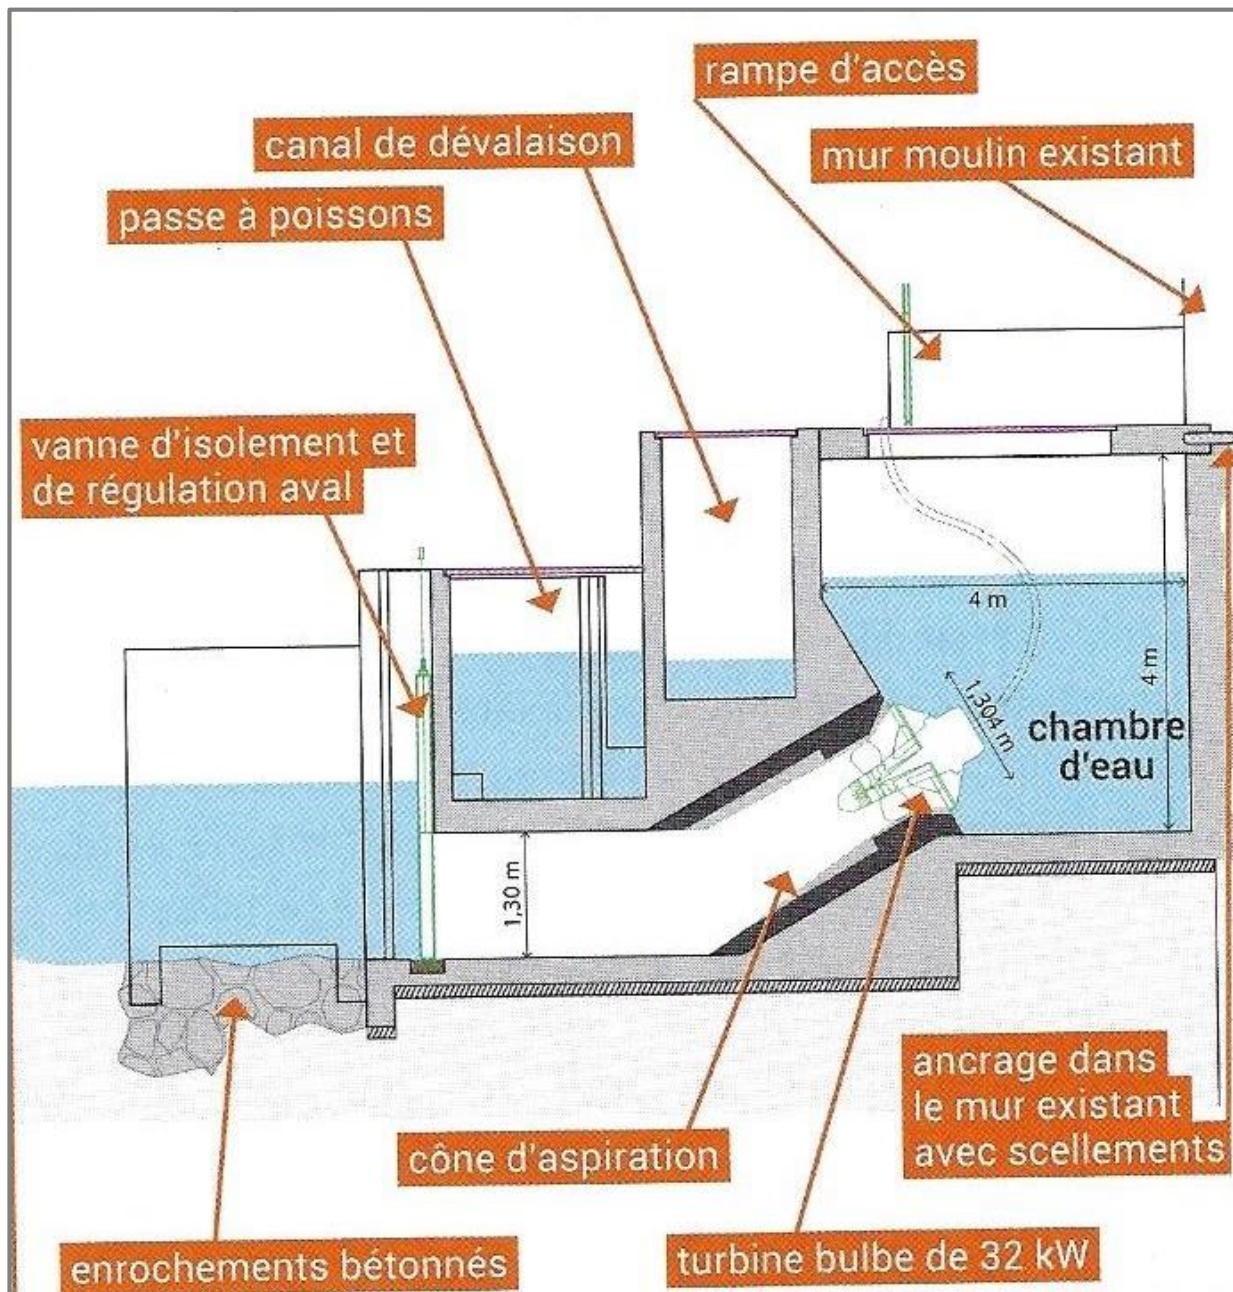 rampe d'accès
canal de dévalaison
mur moulin existant
passe à poissons
vanne d'isolement et
de régulation aval
4 m
4 m
1,304 m
chambre
d'eau
1,30 m
ancrage dans
le mur existant
avec scellements
cône d'aspiration
enrochements bétonnés
turbine bulbe de 32 kW